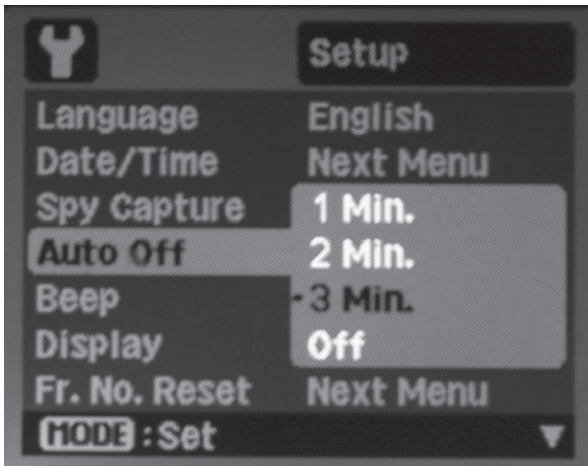 Setup
Language English
Date/Time Next Menu
Spy Capture 1 Min.
Auto Off 2 Min.
Beep 3 Min.
Display Off
Fr. No. Reset Next Menu
MODE :Set